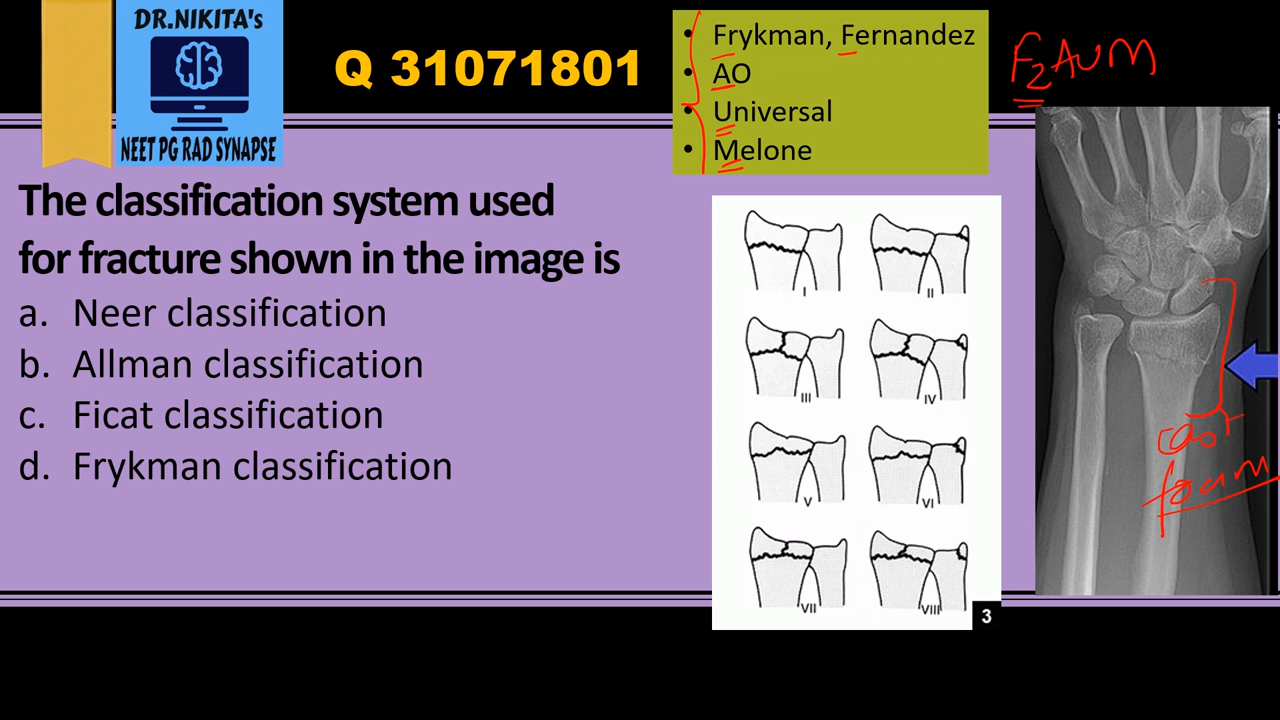 DR.NIKITA's
NEET PG RAD SYNAPSE
Q 31071801
• Frykman, Fernandez
• AO
• Universal
• Melone
F2AUM
The classification system used
for fracture shown in the image is
a. Neer classification
b. Allman classification
c. Ficat classification
d. Frykman classification
I
II
III
IV
V
VI
VII
VIII
3
cast
foum